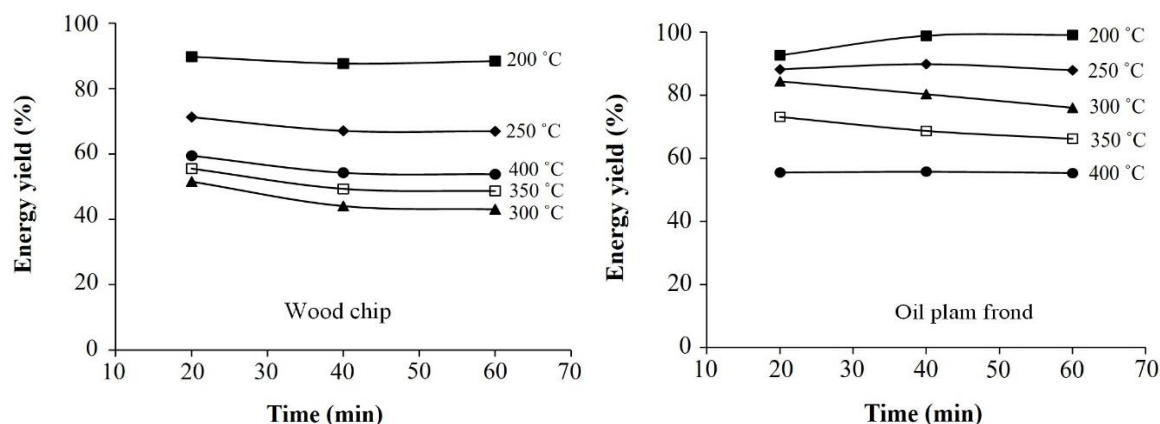 Energy yield (%)
100
80
60
40
20
0
200 ˚C
250 ˚C
400 ˚C
350 ˚C
300 ˚C
Wood chip
10 20 30 40 50 60 70
Time (min)
Energy yield (%)
100
80
60
40
20
0
200 ˚C
250 ˚C
300 ˚C
350 ˚C
400 ˚C
Oil plam frond
10 20 30 40 50 60 70
Time (min)